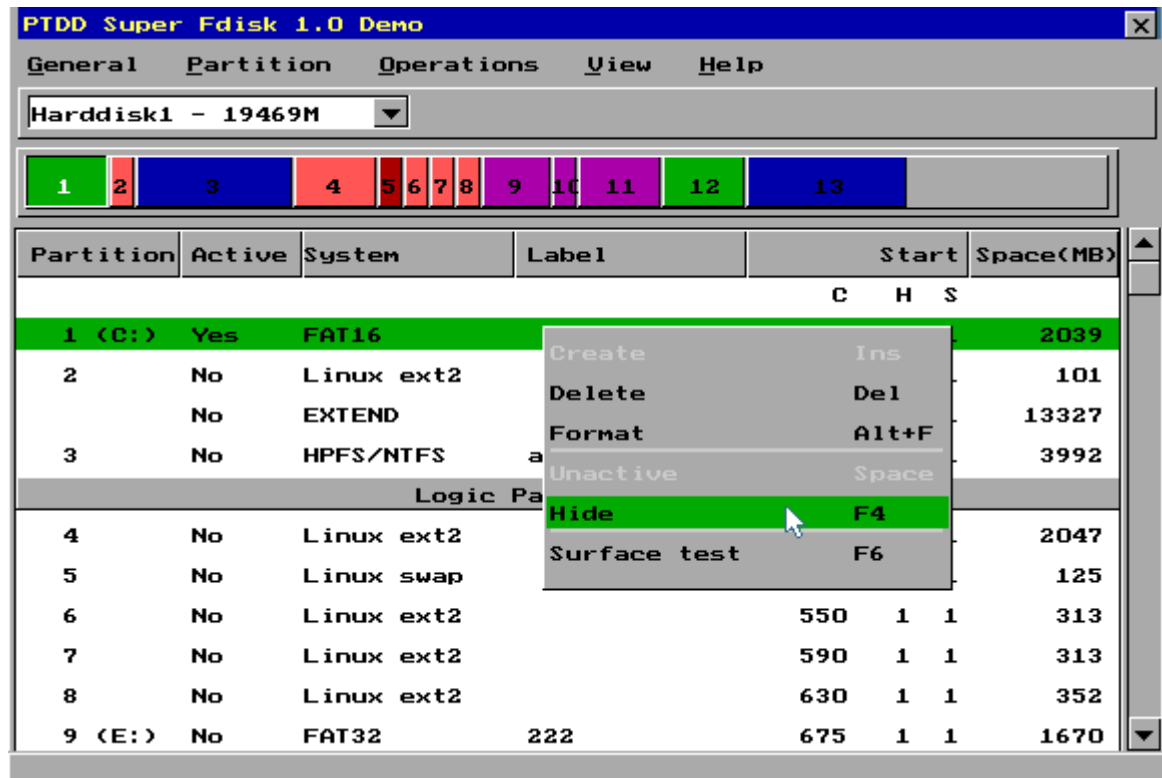 PTDD Super Fdisk 1.0 Demo
General Partition Operations View Help
Harddisk1 - 19469M
1 2 3 4 5 6 7 8 9 10 11 12 13
Partition Active System Label Start Space(MB)
C H S
1 (C:) Yes FAT16 2039
Create Ins
2 No Linux ext2 101
Delete Del
No EXTEND 13327
Format Alt+F
3 No HPFS/NTFS a 3992
Unactive Space
Logic Pa
Hide F4
4 No Linux ext2 2047
Surface test F6
5 No Linux swap 125
6 No Linux ext2 550 1 1 313
7 No Linux ext2 590 1 1 313
8 No Linux ext2 630 1 1 352
9 (E:) No FAT32 222 675 1 1 1670